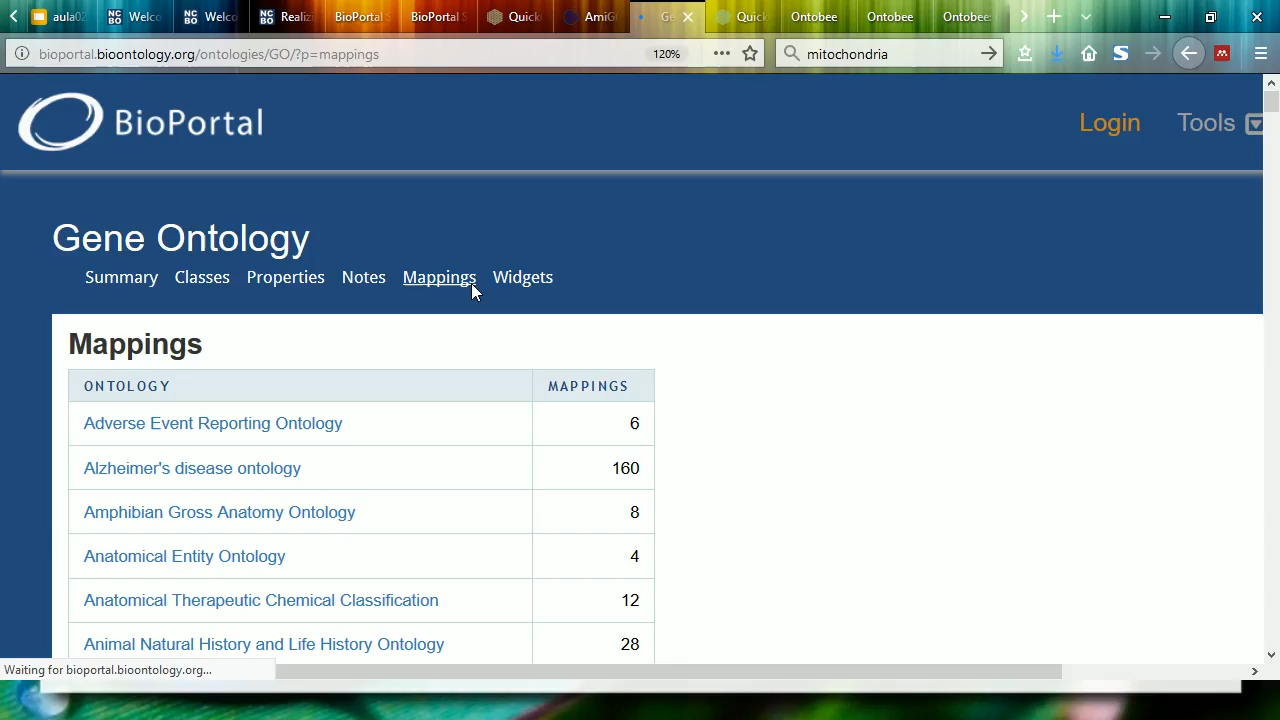 aula02
Welco
Welco
Realizi
BioPortal S
BioPortal S
Quick
AmiG
Ge
Quick
Ontobee
Ontobee
Ontobee:
bioportal.bioontology.org/ontologies/GO/?p=mappings
120%
mitochondria
BioPortal
Login
Tools
Gene Ontology
Summary
Classes
Properties
Notes
Mappings
Widgets
Mappings
ONTOLOGY
MAPPINGS
Adverse Event Reporting Ontology
6
Alzheimer's disease ontology
160
Amphibian Gross Anatomy Ontology
8
Anatomical Entity Ontology
4
Anatomical Therapeutic Chemical Classification
12
Animal Natural History and Life History Ontology
28
Waiting for bioportal.bioontology.org...